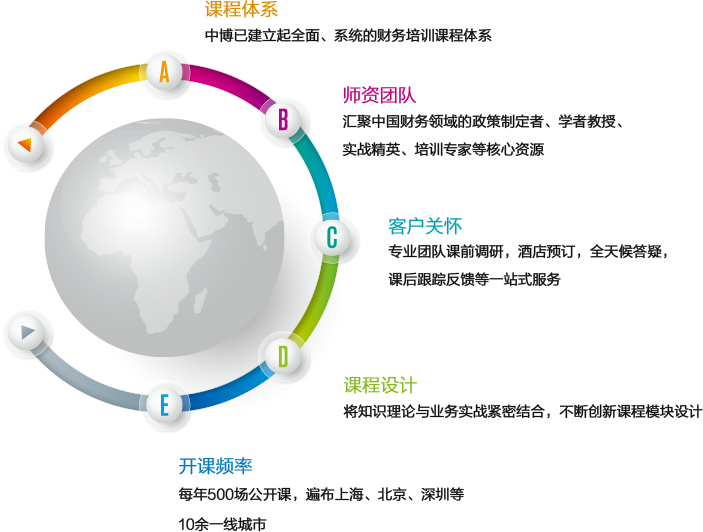 课程体系
中博已建立起全面、系统的财务培训课程体系
A
师资团队
B
汇聚中国财务领域的政策制定者、学者教授、
实战精英、培训专家等核心资源
客户关怀
C
专业团队课前调研，酒店预订，全天候答疑，
课后跟踪反馈等一站式服务
D
课程设计
将知识理论与业务实战紧密结合，不断创新课程模块设计
E
开课频率
每年500场公开课，遍布上海、北京、深圳等
10余一线城市